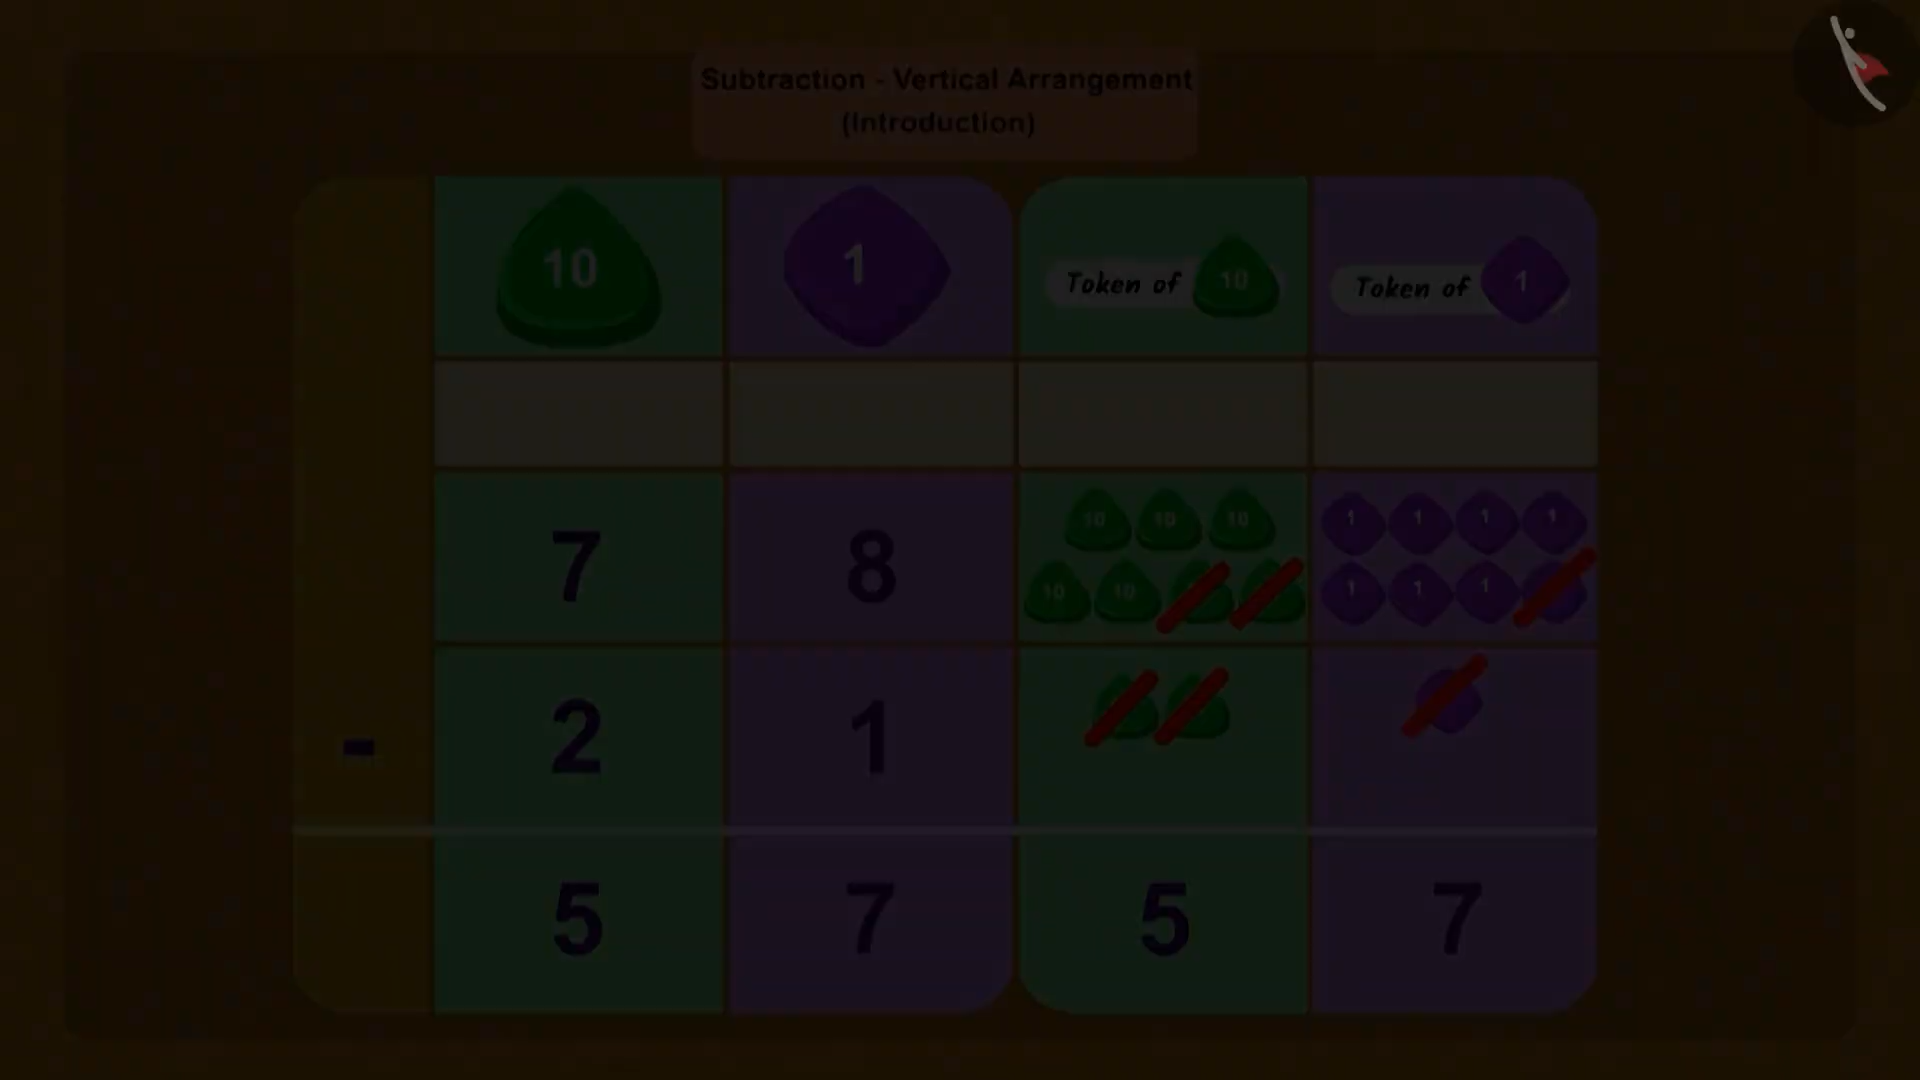 Subtraction - Vertical Arrangement
(Introduction)
10 1 Token of 10 Token of 1
10 10 10 1 1 1 1
7 8
10 10 1 1 1
- 2 1
5 7 5 7